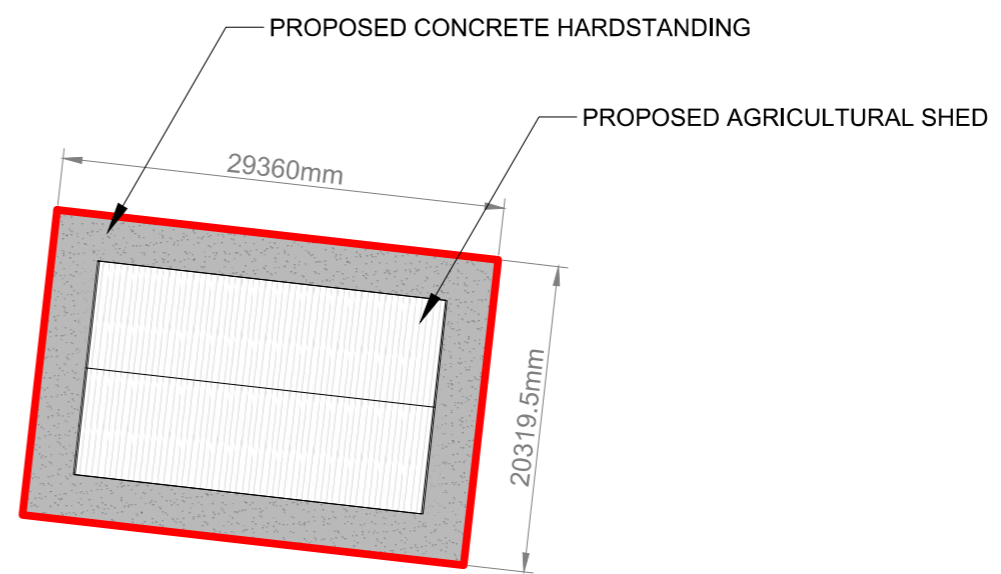 PROPOSED CONCRETE HARDSTANDING
PROPOSED AGRICULTURAL SHED
29360mm
20319.5mm